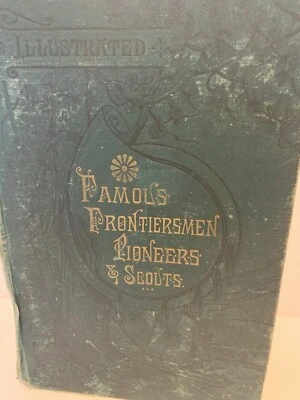 ILLUSTRATED
FAMOUS
FRONTIERSMEN
PIONEERS
& SCOUTS.